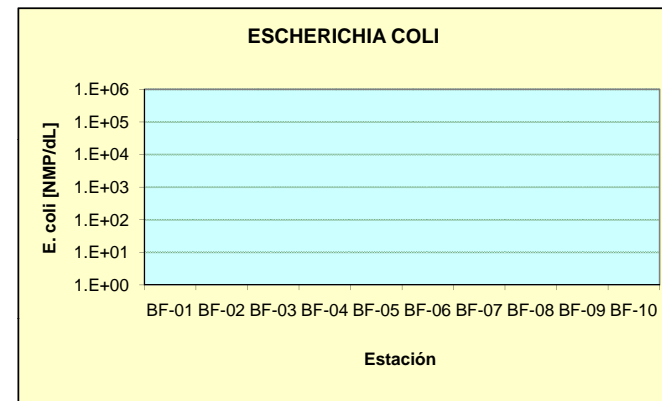 ESCHERICHIA COLI
E. coli [NMP/dL]
1.E+06
1.E+05
1.E+04
1.E+03
1.E+02
1.E+01
1.E+00
BF-01 BF-02 BF-03 BF-04 BF-05 BF-06 BF-07 BF-08 BF-09 BF-10
Estación